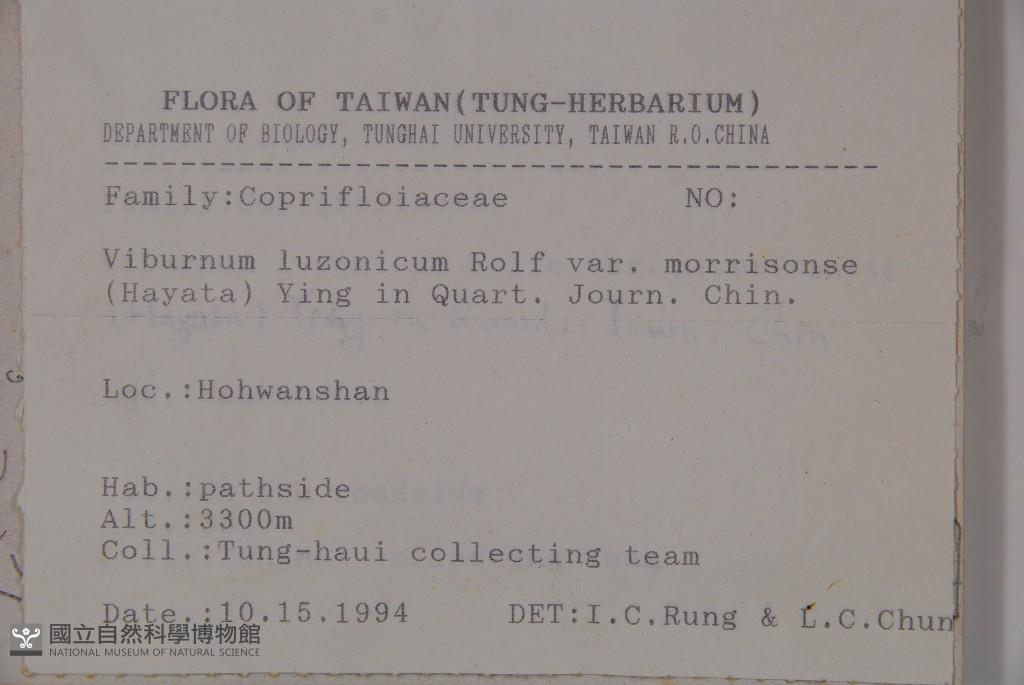 FLORA OF TAIWAN(TUNG-HERBARIUM)
DEPARTMENT OF BIOLOGY, TUNGHAI UNIVERSITY, TAIWAN R.O.CHINA
----------------------------------------
Family:Coprifloiaceae NO:
Viburnum luzonicum Rolf var. morrisonse
(Hayata) Ying in Quart. Journ. Chin.
Loc.:Hohwanshan
Hab.:pathside
Alt.:3300m
Coll.:Tung-haui collecting team
Date.:10.15.1994 DET:I.C.Rung & L.C.Chun
國立自然科學博物館
NATIONAL MUSEUM OF NATURAL SCIENCE